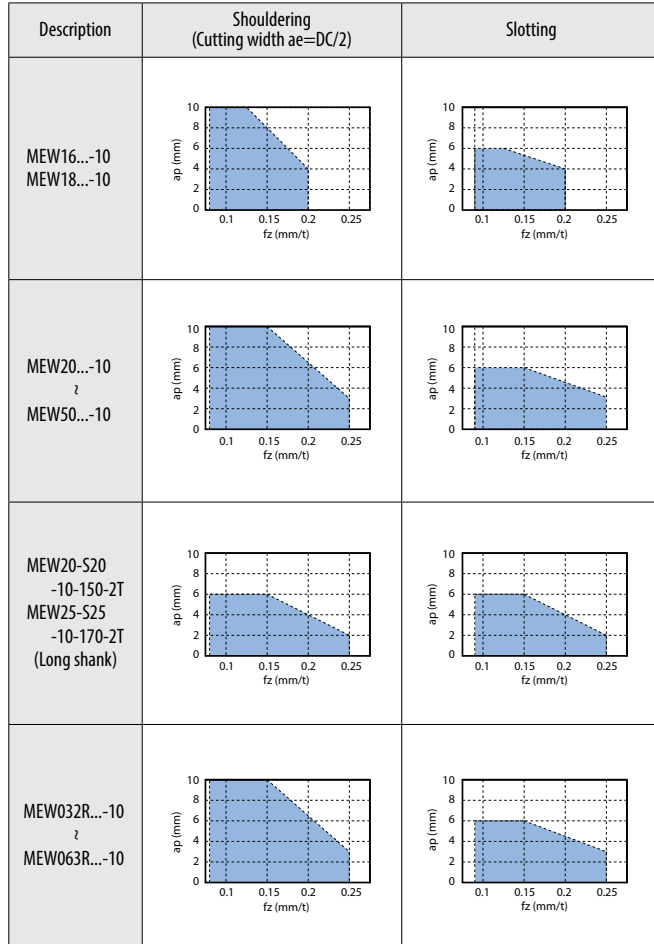 Description
Shouldering
(Cutting width ae=DC/2)
Slotting
MEW16...-10
MEW18...-10
ap (mm)
10
8
6
4
2
0
0.1 0.15 0.2 0.25
fz (mm/t)
ap (mm)
10
8
6
4
2
0
0.1 0.15 0.2 0.25
fz (mm/t)
MEW20...-10
≀
MEW50...-10
ap (mm)
10
8
6
4
2
0
0.1 0.15 0.2 0.25
fz (mm/t)
ap (mm)
10
8
6
4
2
0
0.1 0.15 0.2 0.25
fz (mm/t)
MEW20-S20
-10-150-2T
MEW25-S25
-10-170-2T
(Long shank)
ap (mm)
10
8
6
4
2
0
0.1 0.15 0.2 0.25
fz (mm/t)
ap (mm)
10
8
6
4
2
0
0.1 0.15 0.2 0.25
fz (mm/t)
MEW032R...-10
≀
MEW063R...-10
ap (mm)
10
8
6
4
2
0
0.1 0.15 0.2 0.25
fz (mm/t)
ap (mm)
10
8
6
4
2
0
0.1 0.15 0.2 0.25
fz (mm/t)